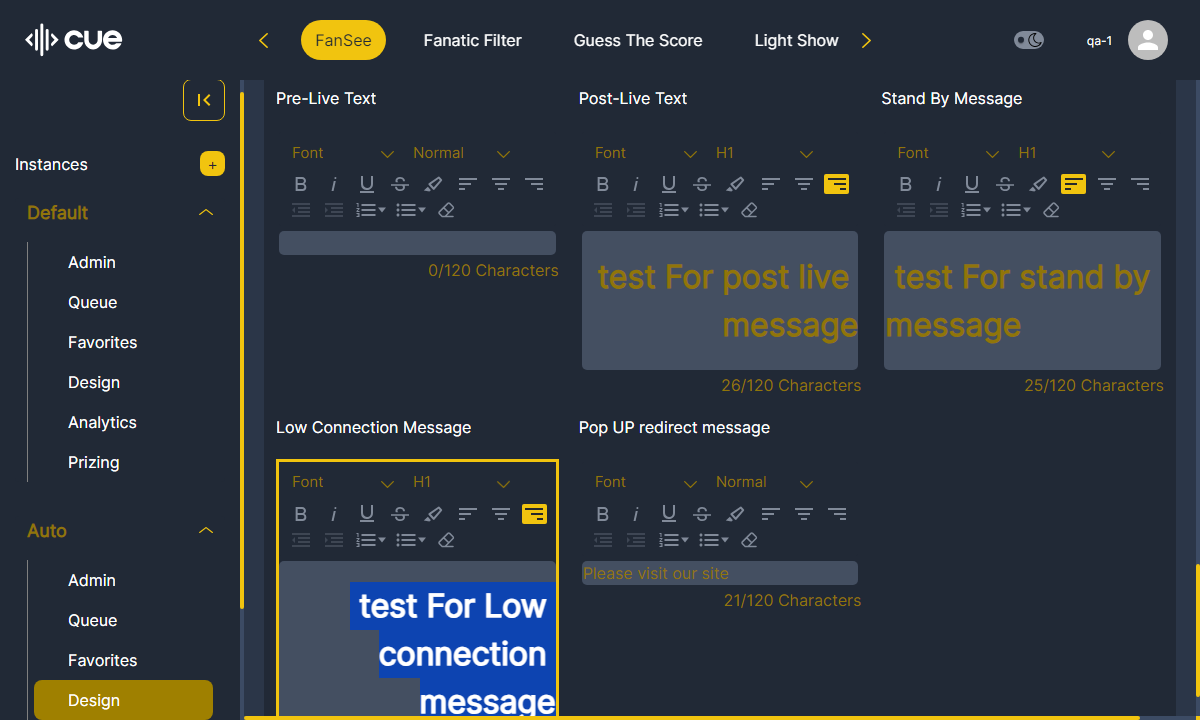 cue
FanSee
Fanatic Filter
Guess The Score
Light Show
qa-1
Instances
+
Default
Admin
Queue
Favorites
Design
Analytics
Prizing
Auto
Admin
Queue
Favorites
Design
Pre-Live Text
Font Normal
0/120 Characters
Post-Live Text
Font H1
test For post live
message
26/120 Characters
Stand By Message
Font H1
test For stand by
message
25/120 Characters
Low Connection Message
Font H1
test For Low
connection
message
Pop UP redirect message
Font Normal
Please visit our site
21/120 Characters